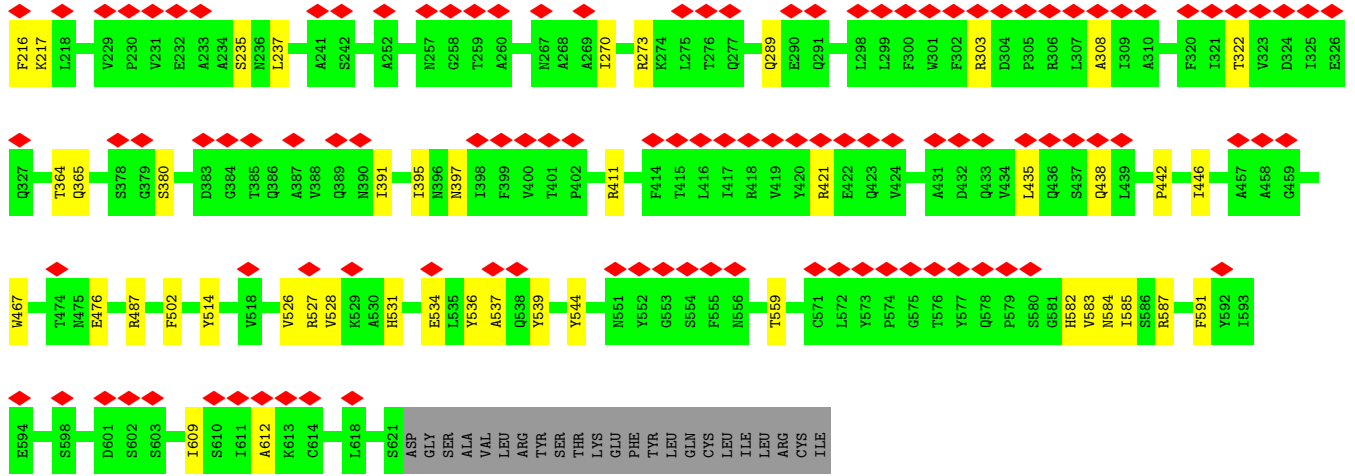 F216 K217 L218 V229 P230 V231 E232 A233 A234 S235 N236 L237 A241 S242 A252 N257 G258 T259 A260 N267 A268 A269 I270 R273 K274 L275 T276 Q277 Q289 E290 Q291 L298 L299 F300 W301 F302 R303 D304 P305 R306 L307 A308 I309 A310 F320 I321 T322 V323 D324 I325 E326
Q327 T364 Q365 S378 G379 S380 D383 G384 T385 Q386 A387 V388 Q389 N390 I391 I395 N396 N397 I398 F399 V400 T401 P402 R411 F414 T415 L416 I417 R418 V419 Y420 R421 E422 Q423 V424 A431 D432 Q433 V434 L435 Q436 S437 Q438 L439 P442 I446 A457 A458 G459
W467 T474 N475 E476 R487 F502 Y514 V518 V526 R527 V528 K529 A530 H531 E534 L535 Y536 A537 Q538 Y539 Y544 N551 Y552 G553 S554 F555 N556 T559 C571 L572 Y573 P574 G575 T576 Y577 Q578 P579 S580 G581 H582 V583 N584 I585 S586 R587 F591 Y592 I593
E594 S598 D601 S602 S603 I609 S610 I611 A612 K613 C614 L618 S621 ASP GLY SER ALA VAL LEU ARG TYR SER THR LYS GLU PHE TYR LEU GLN CYS LEU ILE LEU ARG CYS ILE